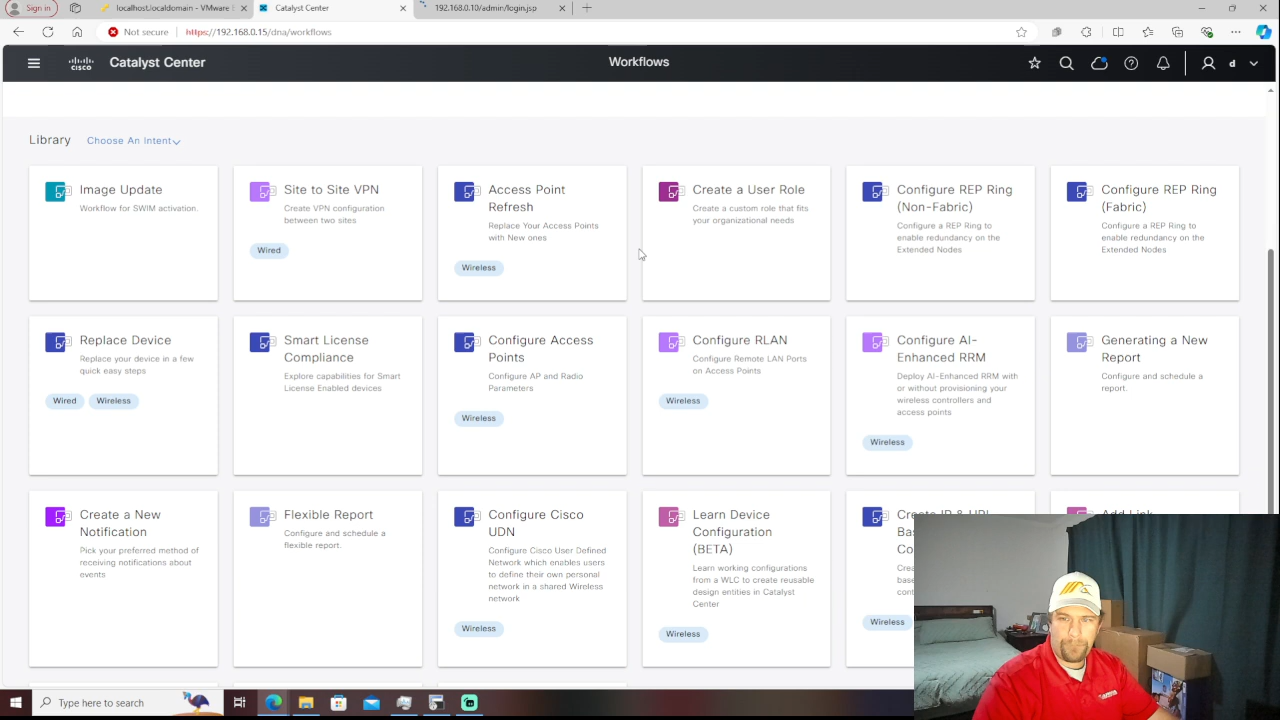 Sign in
localhost.localdomain - VMware
Catalyst Center
192.168.0.10/admin/login.jsp
Not secure
https://192.168.0.15/dna/workflows
CISCO
Catalyst Center
Workflows
d
Library
Choose An Intent
Image Update
Workflow for SWIM activation.
Site to Site VPN
Create VPN configuration
between two sites
Wired
Access Point
Refresh
Replace Your Access Points
with New ones
Wireless
Create a User Role
Create a custom role that fits
your organizational needs
Configure REP Ring
(Non-Fabric)
Configure a REP Ring to
enable redundancy on the
Extended Nodes
Configure REP Ring
(Fabric)
Configure a REP Ring to
enable redundancy on the
Extended Nodes
Replace Device
Replace your device in a few
quick easy steps
Wired
Wireless
Smart License
Compliance
Explore capabilities for Smart
License Enabled devices
Configure Access
Points
Configure AP and Radio
Parameters
Wireless
Configure RLAN
Configure Remote LAN Ports
on Access Points
Wireless
Configure AI-
Enhanced RRM
Deploy AI-Enhanced RRM with
or without provisioning your
wireless controllers and
access points
Wireless
Generating a New
Report
Configure and schedule a
report.
Create a New
Notification
Pick your preferred method of
receiving notifications about
events
Flexible Report
Configure and schedule a
flexible report.
Configure Cisco
UDN
Configure Cisco User Defined
Network which enables users
to define their own personal
network in a shared Wireless
network
Wireless
Learn Device
Configuration
(BETA)
Learn working configurations
from a WLC to create reusable
design entities in Catalyst
Center
Wireless
Wireless
Type here to search